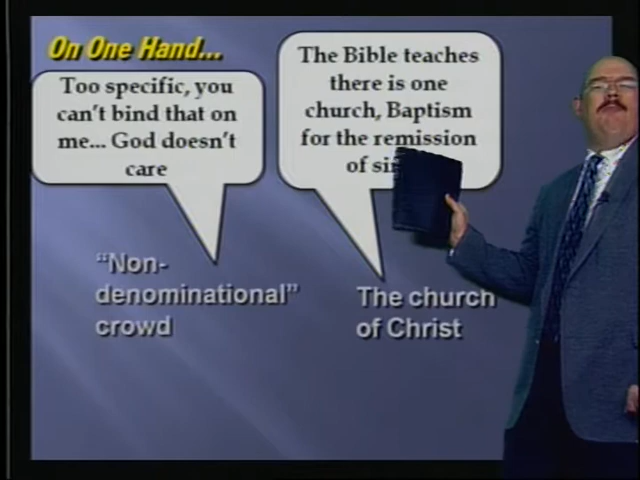 On One Hand...
Too specific, you
can't bind that on
me... God doesn't
care
The Bible teaches
there is one
church, Baptism
for the remission
of
"Non-
denominational"
crowd
The church
of Christ